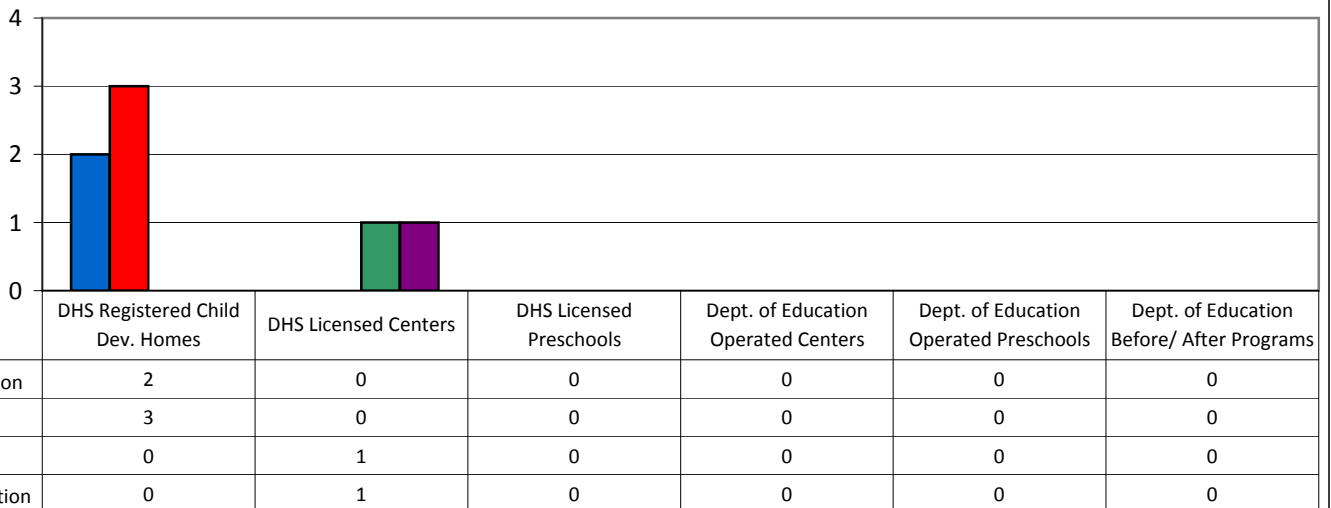 4
3
2
1
0
DHS Registered Child Dev. Homes
DHS Licensed Centers
DHS Licensed Preschools
Dept. of Education Operated Centers
Dept. of Education Operated Preschools
Dept. of Education Before/ After Programs
2 0 0 0 0 0
3 0 0 0 0 0
0 1 0 0 0 0
0 1 0 0 0 0